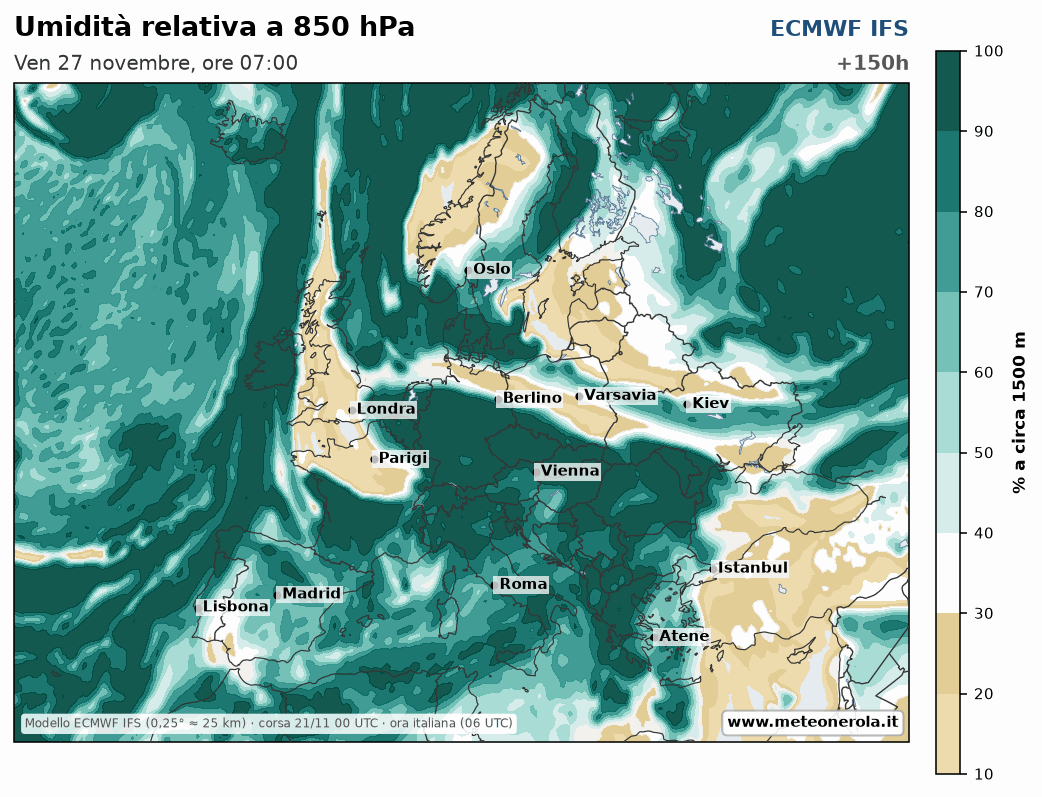 Umidità relativa a 850 hPa
ECMWF IFS
Ven 27 novembre, ore 07:00
+150h
100
90
80
70
60
50
40
30
20
10
% a circa 1500 m
Oslo
Londra
Berlino
Varsavia
Kiev
Parigi
Vienna
Istanbul
Roma
Madrid
Lisbona
Atene
Modello ECMWF IFS (0,25° ≈ 25 km) · corsa 21/11 00 UTC · ora italiana (06 UTC)
www.meteonerola.it